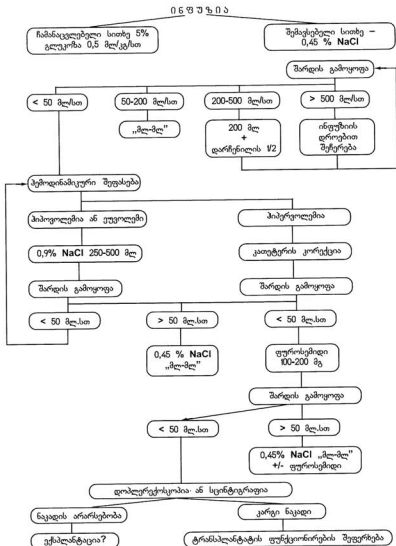 ინფუზია
ჩამანაცვლებელი სითხე 5%
გლუკოზა 0,5 მლ/კგ/სთ
შემავსებელი სითხე –
0,45 % NaCl
შარდის გამოყოფა
< 50 მლ/სთ
50-200 მლ/სთ
200-500 მლ/სთ
> 500 მლ/სთ
„მლ-მლ”
200 მლ
+
დარჩენილის 1/2
ინფუზიის
დროებით
შეჩერება
ჰემოდინამიკური შეფასება
ჰიპოვოლემია ან ეუვოლემი
ჰიპერვოლემია
0.9% NaCl 250-500 მლ
კათეტერის კორექცია
შარდის გამოყოფა
შარდის გამოყოფა
< 50 მლ.სთ
> 50 მლ.სთ
< 50 მლ.სთ
0,45 % NaCl
„მლ-მლ”
ფუროსემიდი
100-200 მგ
შარდის გამოყოფა
< 50 მლ.სთ
> 50 მლ.სთ
0,45% NaCl „მლ-მლ”
+/- ფუროსემიდი
დოპლეროსკოპია ან სცინტიგრაფია
ნაკადის არარსებობა
კარგი ნაკადი
ექსპლანტაცია?
ტრანსპლანტატის ფუნქციონირების შეფერხება